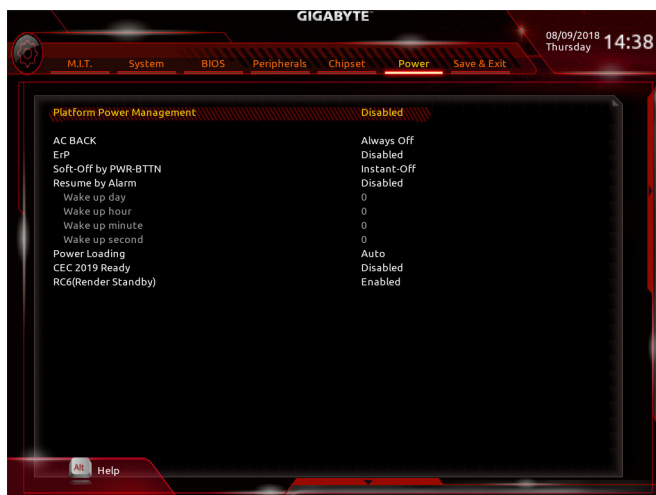 GIGABYTE™
08/09/2018 14:38
Thursday
M.I.T. System BIOS Peripherals Chipset Power Save & Exit
Platform Power Management Disabled
AC BACK Always Off
ErP Disabled
Soft-Off by PWR-BTTN Instant-Off
Resume by Alarm Disabled
Wake up day 0
Wake up hour 0
Wake up minute 0
Wake up second 0
Power Loading Auto
CEC 2019 Ready Disabled
RC6(Render Standby) Enabled
Alt Help